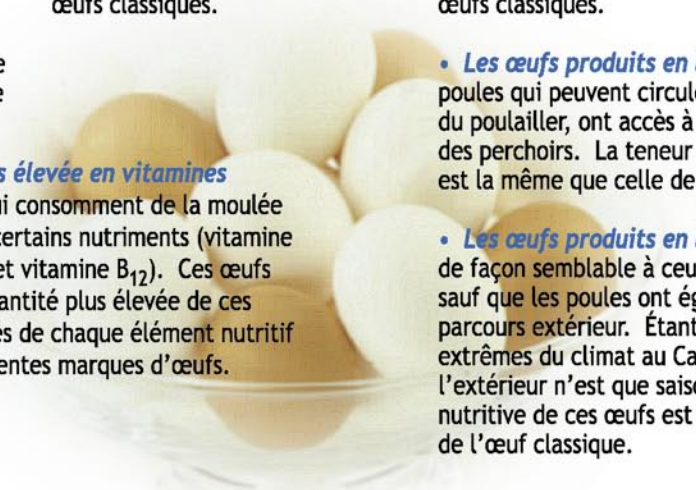 œufs classiques.
e
e
s élevée en vitamines
i consomment de la moulée
certains nutriments (vitamine
et vitamine B12). Ces œufs
antité plus élevée de ces
s de chaque élément nutritif
entes marques d’œufs.
œufs classiques.
• Les œufs produits en
poules qui peuvent circul
du poulailler, ont accès à
des perchoirs. La teneur
est la même que celle de
• Les œufs produits en
de façon semblable à ceu
sauf que les poules ont ég
parcours extérieur. Étant
extrêmes du climat au Ca
l’extérieur n’est que sais
nutritive de ces œufs est
de l’œuf classique.